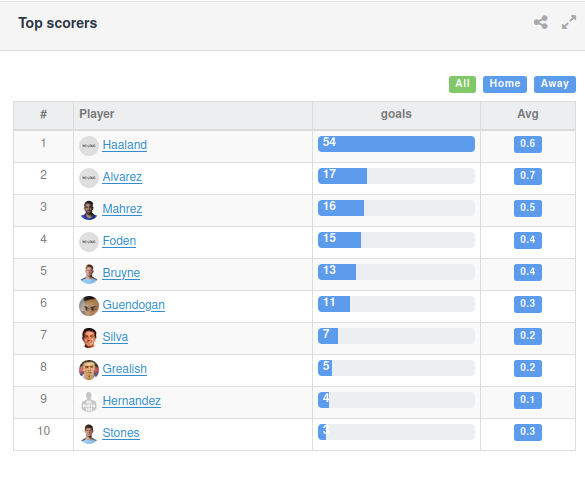 Top scorers
All Home Away
# Player goals Avg
1 Haaland 54 0.6
2 Alvarez 17 0.7
3 Mahrez 16 0.5
4 Foden 15 0.4
5 Bruyne 13 0.4
6 Guendogan 11 0.3
7 Silva 7 0.2
8 Grealish 5 0.2
9 Hernandez 4 0.1
10 Stones 3 0.3